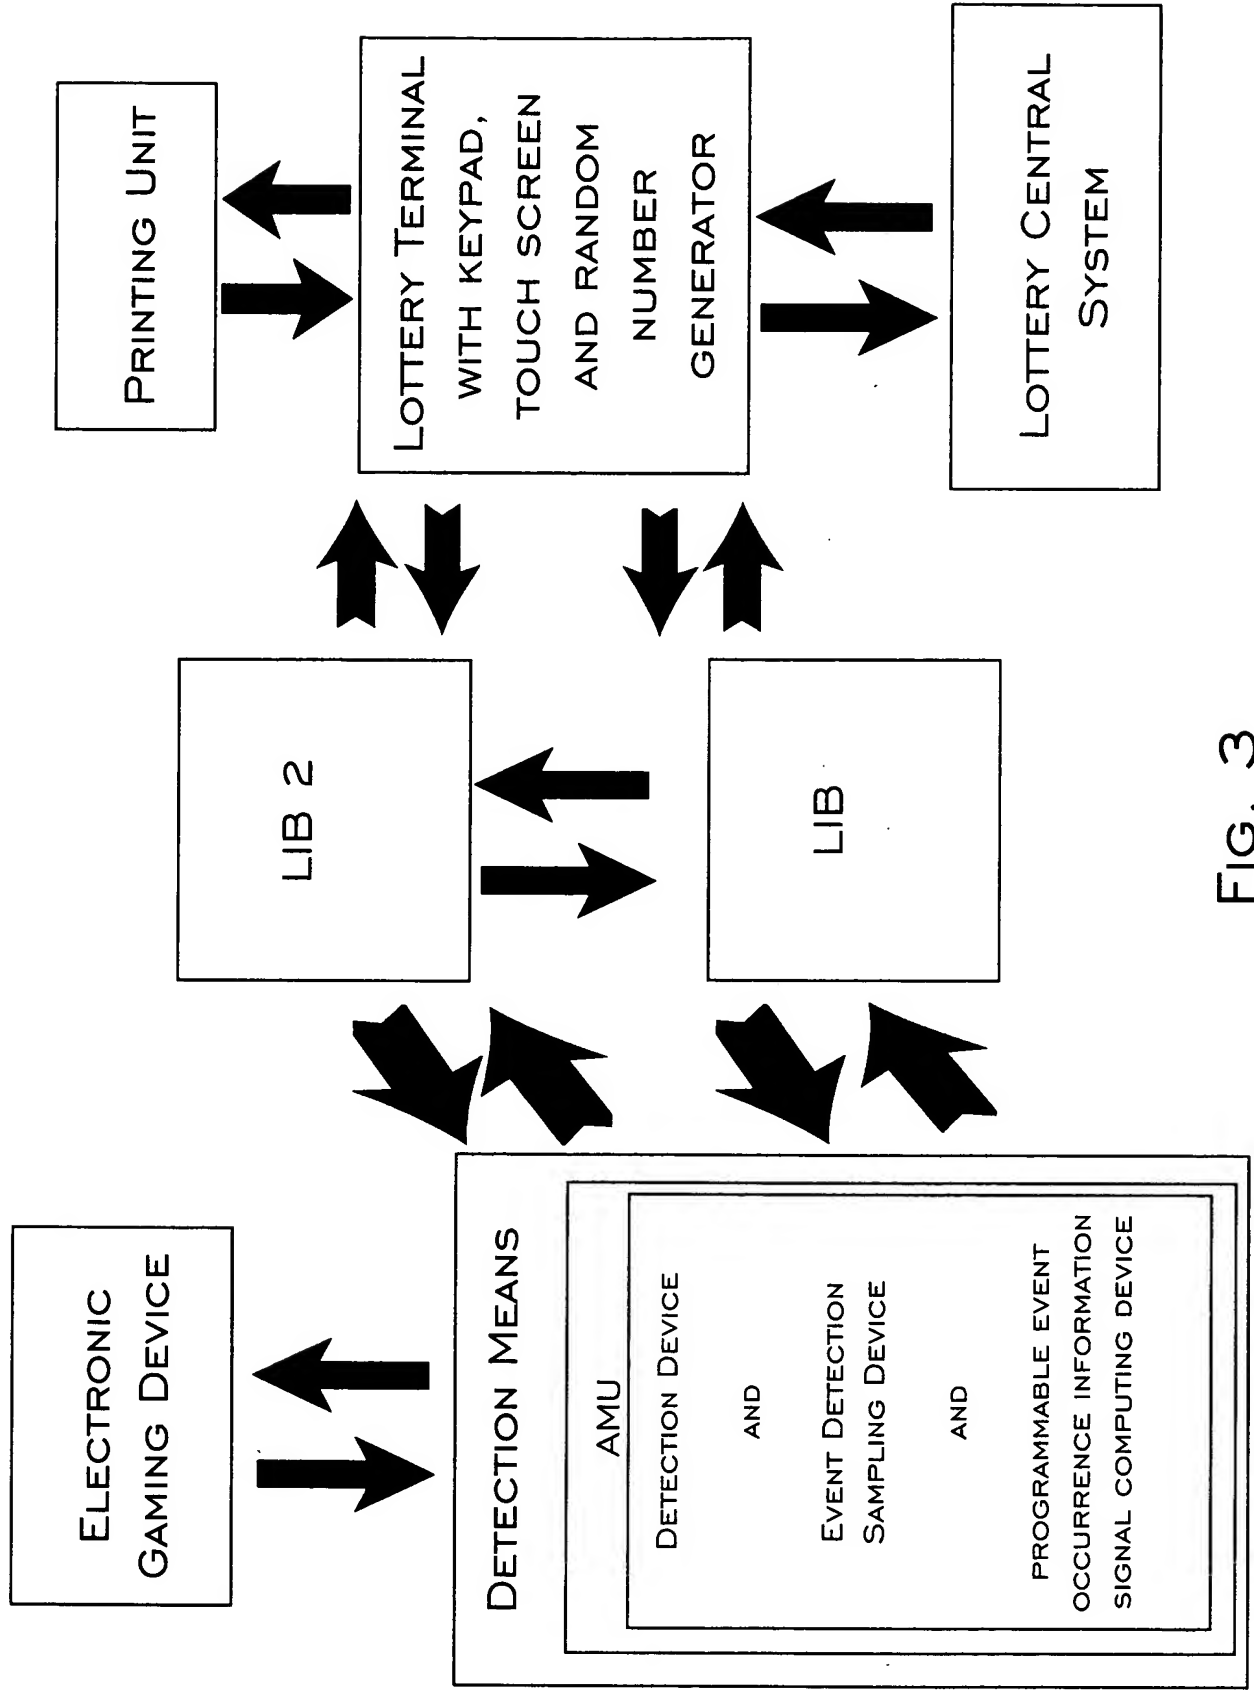 ELECTRONIC
GAMING DEVICE
DETECTION MEANS
AMU
DETECTION DEVICE
AND
EVENT DETECTION
SAMPLING DEVICE
AND
PROGRAMMABLE EVENT
OCCURRENCE INFORMATION
SIGNAL COMPUTING DEVICE
LIB 2
LIB
PRINTING UNIT
LOTTERY TERMINAL
WITH KEYPAD,
TOUCH SCREEN
AND RANDOM
NUMBER
GENERATOR
LOTTERY CENTRAL
SYSTEM
FIG. 3